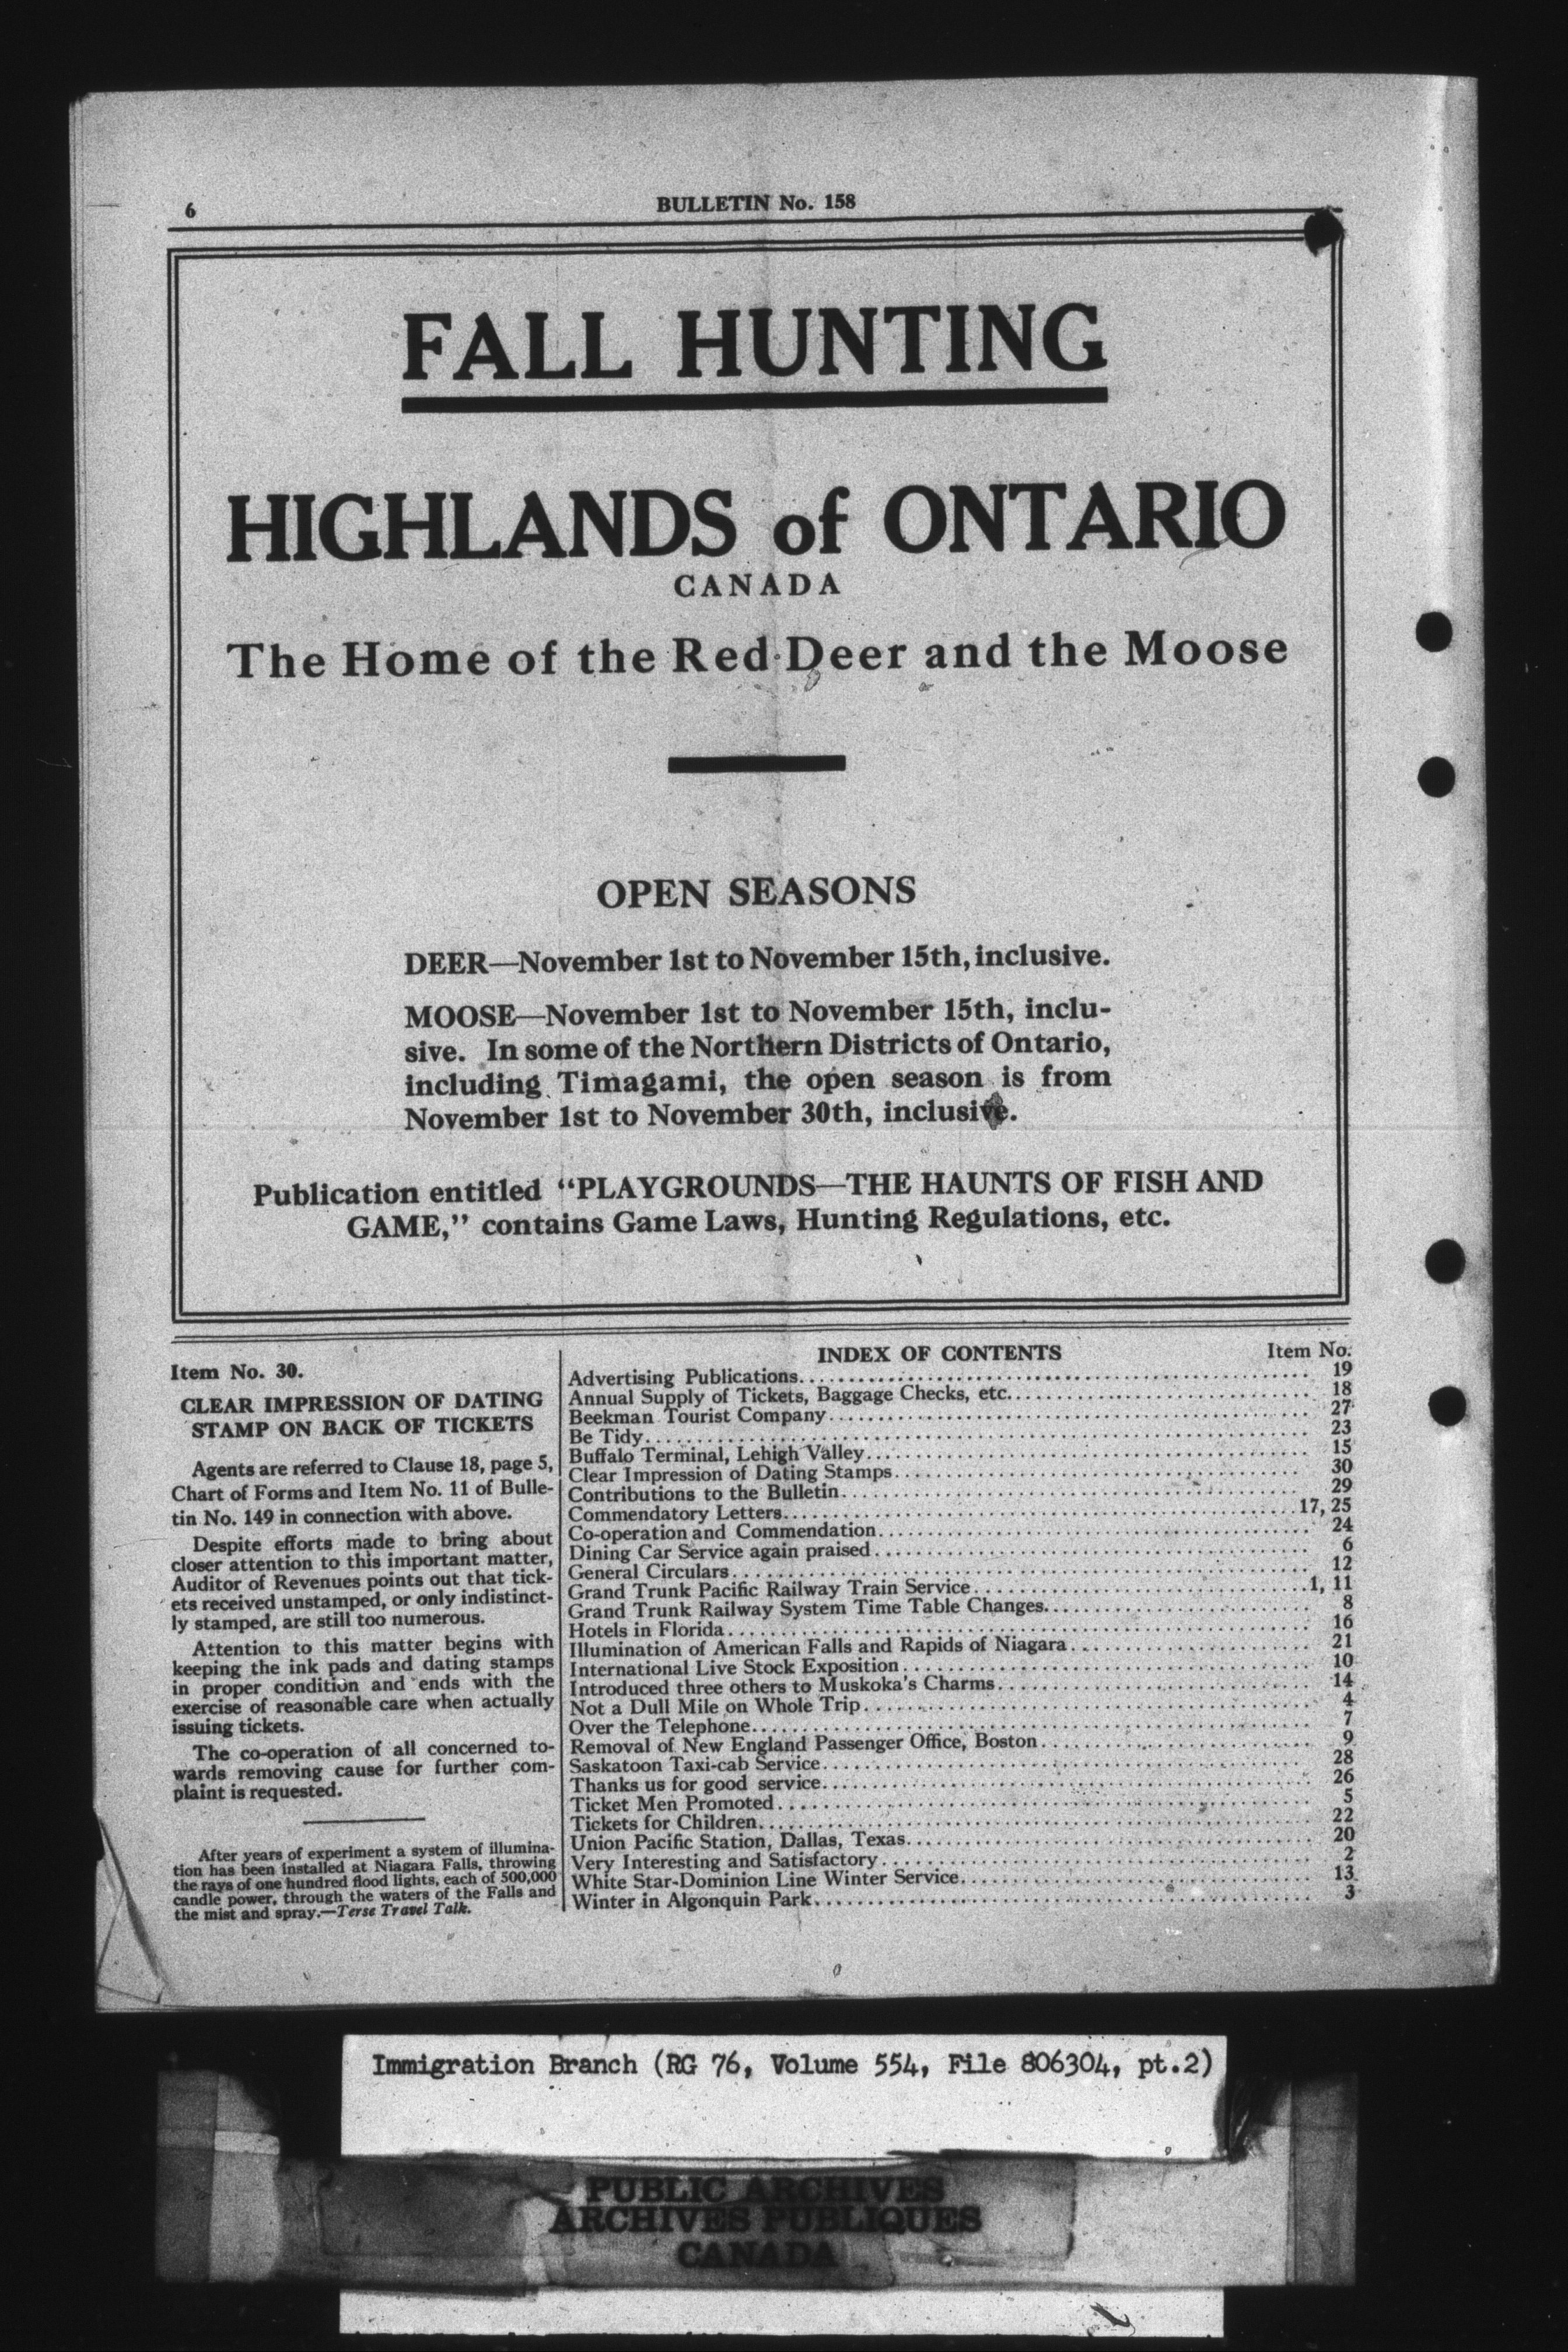 6
BULLETIN No. 158
FALL HUNTING
HIGHLANDS of ONTARIO
CANADA
The Home of the Red Deer and the Moose
OPEN SEASONS
DEER—November 1st to November 15th, inclusive.
MOOSE—November 1st to November 15th, inclu-
sive. In some of the Northern Districts of Ontario,
including Timagami, the open season is from
November 1st to November 30th, inclusive.
Publication entitled “PLAYGROUNDS—THE HAUNTS OF FISH AND
GAME,” contains Game Laws, Hunting Regulations, etc.
Item No. 30.
CLEAR IMPRESSION OF DATING
STAMP ON BACK OF TICKETS
Agents are referred to Clause 18, page 5,
Chart of Forms and Item No. 11 of Bulle-
tin No. 149 in connection with above.
Despite efforts made to bring about
closer attention to this important matter,
Auditor of Revenues points out that tick-
ets received unstamped, or only indistinct-
ly stamped, are still too numerous.
Attention to this matter begins with
keeping the ink pads and dating stamps
in proper condition and ends with the
exercise of reasonable care when actually
issuing tickets.
The co-operation of all concerned to-
wards removing cause for further com-
plaint is requested.
After years of experiment a system of illumina-
tion has been installed at Niagara Falls, throwing
the rays of one hundred flood lights, each of 500,000
candle power, through the waters of the Falls and
the mist and spray.—Terse Travel Talk.
INDEX OF CONTENTS Item No.
Advertising Publications 19
Annual Supply of Tickets, Baggage Checks, etc. 18
Beekman Tourist Company 27
Be Tidy 23
Buffalo Terminal, Lehigh Valley 15
Clear Impression of Dating Stamps 30
Contributions to the Bulletin 29
Commendatory Letters 17, 25
Co-operation and Commendation 24
Dining Car Service again praised 6
General Circulars 12
Grand Trunk Pacific Railway Train Service 1, 11
Grand Trunk Railway System Time Table Changes 8
Hotels in Florida 16
Illumination of American Falls and Rapids of Niagara 21
International Live Stock Exposition 10
Introduced three others to Muskoka's Charms 14
Not a Dull Mile on Whole Trip 4
Over the Telephone 7
Removal of New England Passenger Office, Boston 9
Saskatoon Taxi-cab Service 28
Thanks us for good service 26
Ticket Men Promoted 5
Tickets for Children 22
Union Pacific Station, Dallas, Texas 20
Very Interesting and Satisfactory 2
White Star-Dominion Line Winter Service 13
Winter in Algonquin Park 3
Immigration Branch (RG 76, Volume 554, File 806304, pt.2)
PUBLIC ARCHIVES
ARCHIVES PUBLIQUES
CANADA